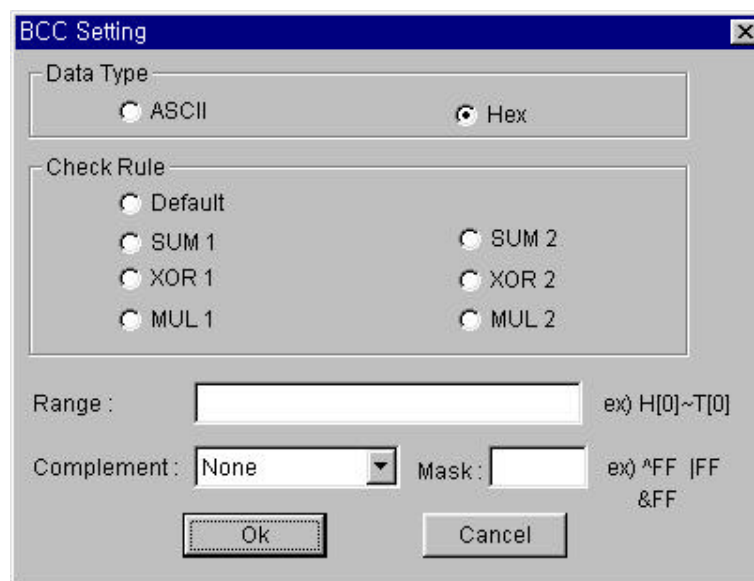 BCC Setting
Data Type
ASCII Hex
Check Rule
Default
SUM 1 SUM 2
XOR 1 XOR 2
MUL 1 MUL 2
Range : ex) H[0]~T[0]
Complement : None Mask : ex) ^FF |FF
&FF
Ok Cancel